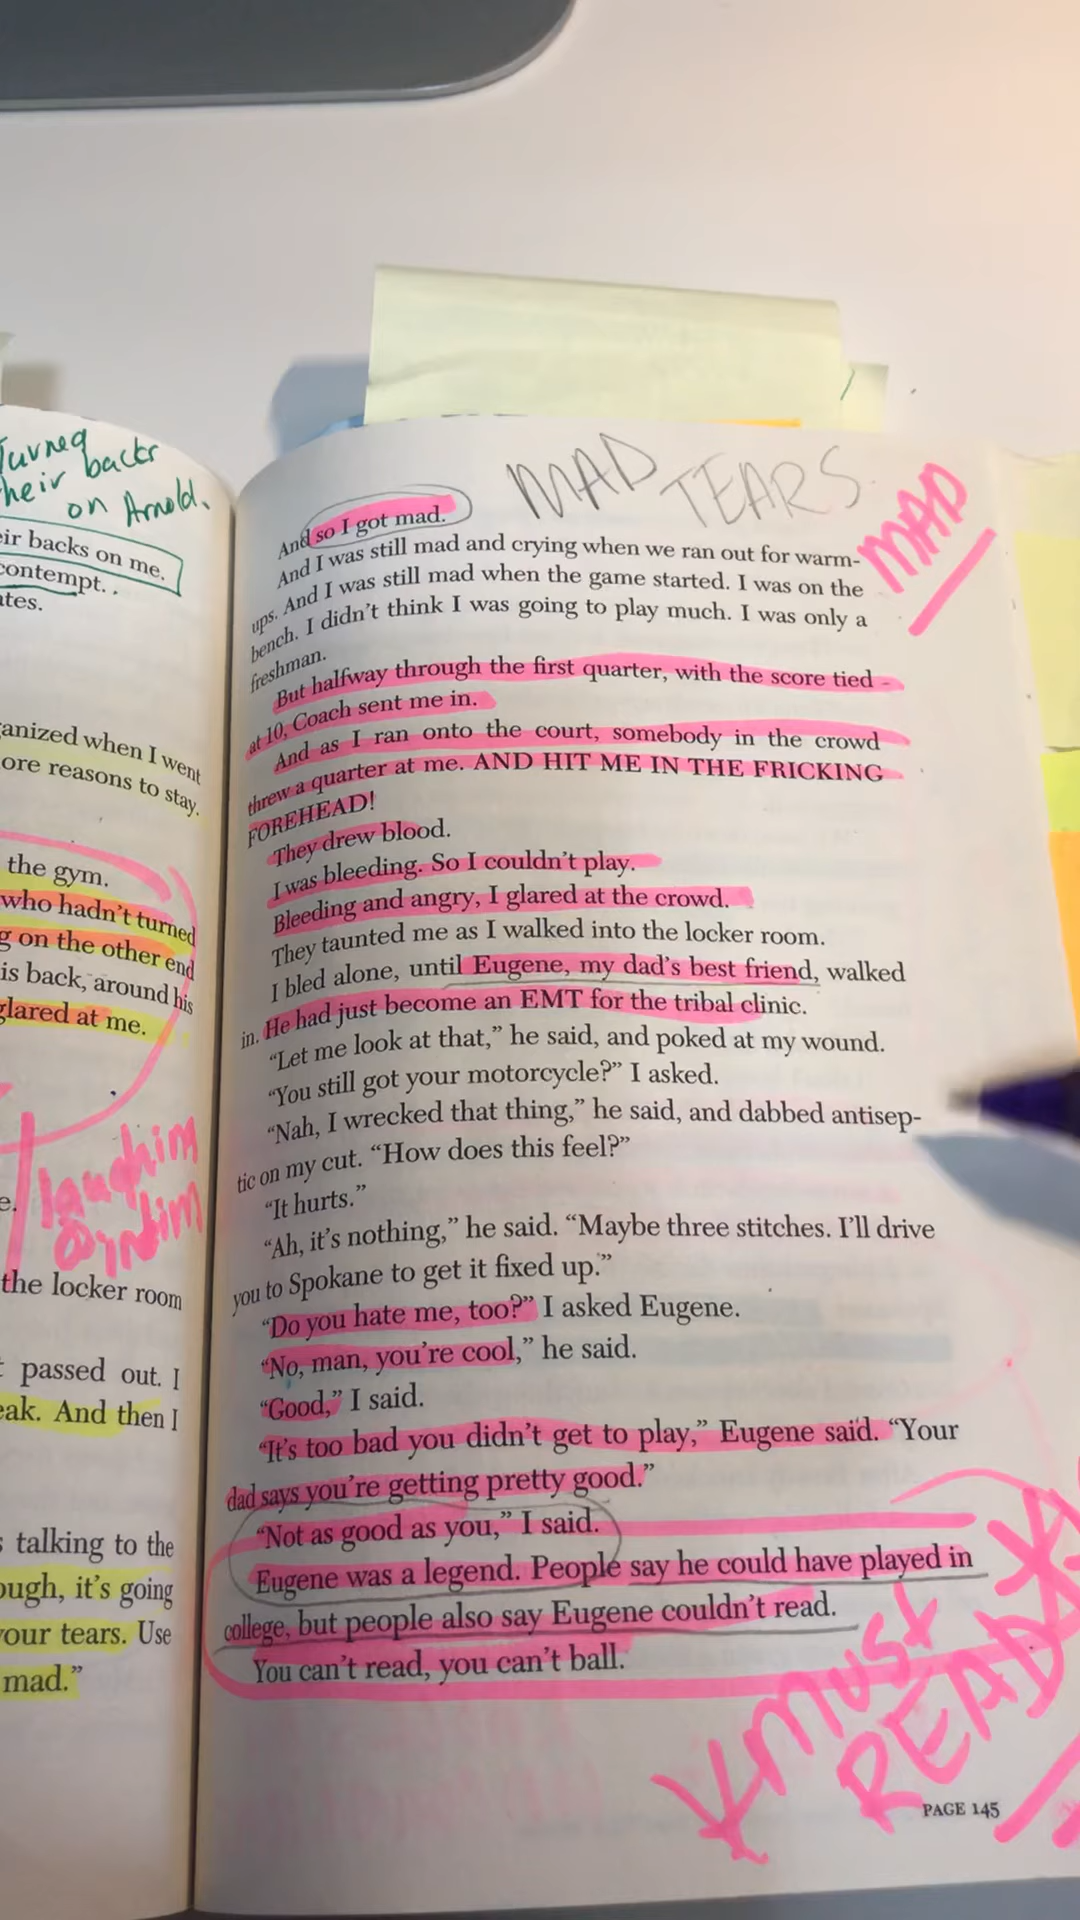 Turned
their backs
on Arnold.
eir backs on me.
contempt. .
ates.
anized when I went
ore reasons to stay.
the gym.
who hadn't turned
g on the other end
is back, around his
glared at me.
e.
the locker room
passed out. I
eak. And then I
s talking to the
ough, it's going
your tears. Use
mad."
MAD TEARS
MAD
And so I got mad.
And I was still mad and crying when we ran out for warm-
ups. And I was still mad when the game started. I was on the
bench. I didn't think I was going to play much. I was only a
freshman.
But halfway through the first quarter, with the score tied
at 10, Coach sent me in.
And as I ran onto the court, somebody in the crowd
threw a quarter at me. AND HIT ME IN THE FRICKING
FOREHEAD!
They drew blood.
I was bleeding. So I couldn't play.
Bleeding and angry, I glared at the crowd.
They taunted me as I walked into the locker room.
I bled alone, until Eugene, my dad's best friend, walked
in. He had just become an EMT for the tribal clinic.
"Let me look at that," he said, and poked at my wound.
"You still got your motorcycle?" I asked.
"Nah, I wrecked that thing," he said, and dabbed antisep-
tic on my cut. "How does this feel?"
"It hurts."
"Ah, it's nothing," he said. "Maybe three stitches. I'll drive
you to Spokane to get it fixed up."
"Do you hate me, too?" I asked Eugene.
"No, man, you're cool," he said.
"Good," I said.
"It's too bad you didn't get to play," Eugene said. "Your
dad says you're getting pretty good."
"Not as good as you," I said.
Eugene was a legend. People say he could have played in
college, but people also say Eugene couldn't read.
You can't read, you can't ball.
must
READ
PAGE 145